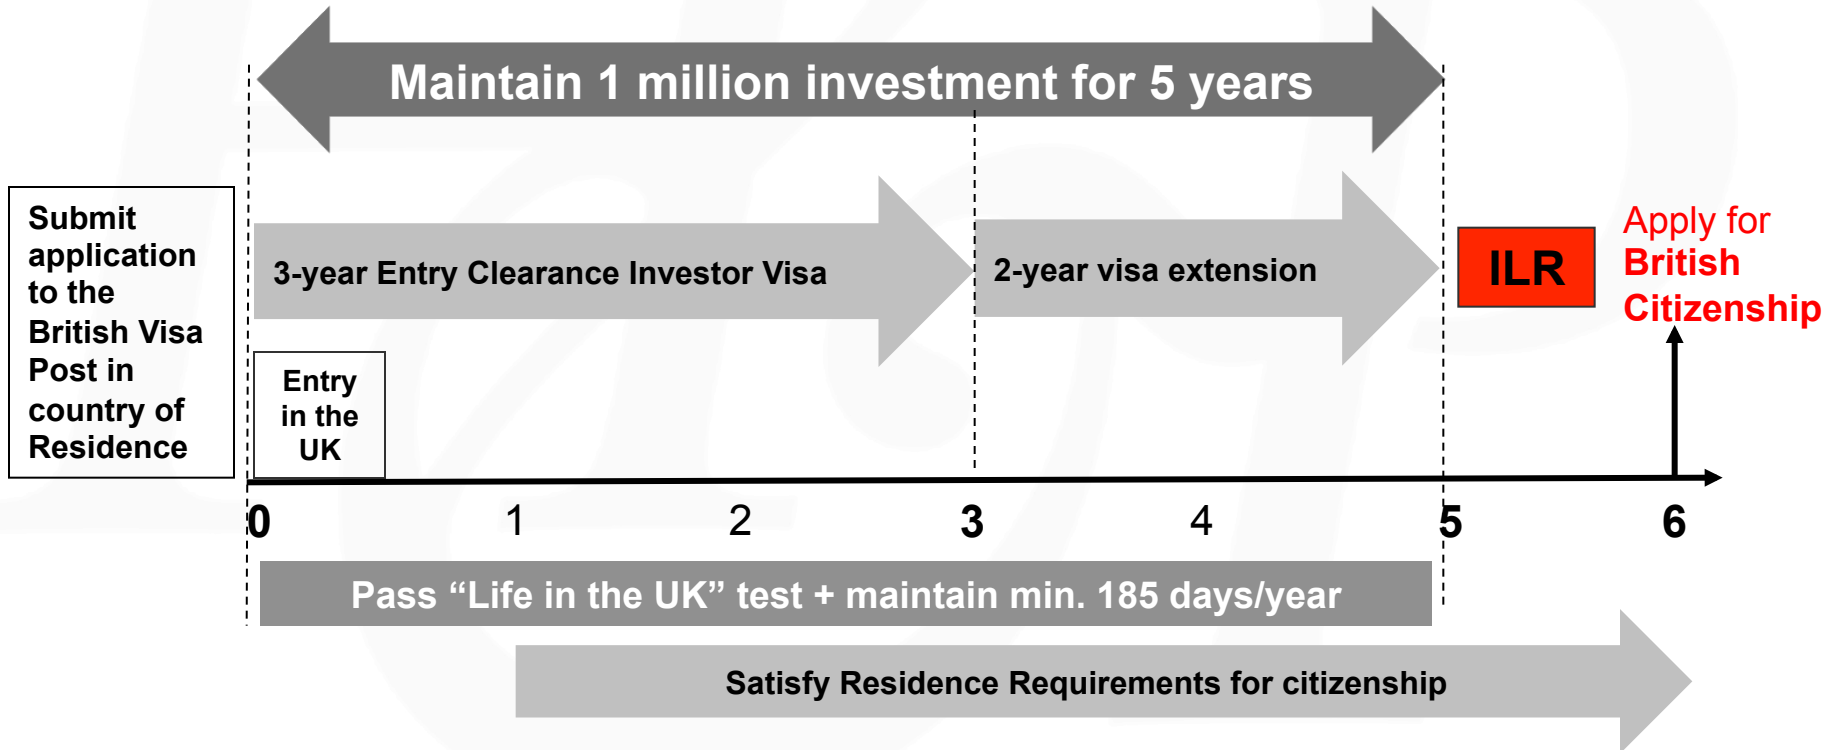 Maintain 1 million investment for 5 years
Submit
application
to the
British Visa
Post in
country of
Residence
3-year Entry Clearance Investor Visa
2-year visa extension
ILR
Apply for
British
Citizenship
Entry
in the
UK
0 1 2 3 4 5 6
Pass “Life in the UK” test + maintain min. 185 days/year
Satisfy Residence Requirements for citizenship